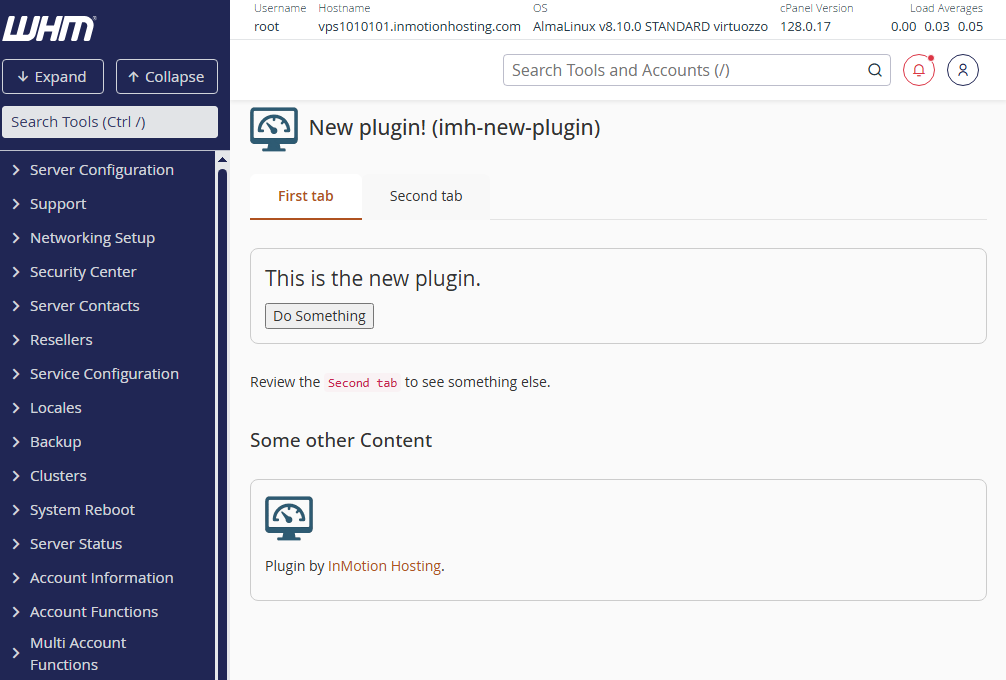 WHM
Username Hostname OS cPanel Version Load Averages
root vps1010101.inmotionhosting.com AlmaLinux v8.10.0 STANDARD virtuozzo 128.0.17 0.00 0.03 0.05
↓ Expand ↑ Collapse
Search Tools and Accounts (/)
Search Tools (Ctrl /)
Server Configuration
Support
Networking Setup
Security Center
Server Contacts
Resellers
Service Configuration
Locales
Backup
Clusters
System Reboot
Server Status
Account Information
Account Functions
Multi Account
Functions
New plugin! (imh-new-plugin)
First tab Second tab
This is the new plugin.
Do Something
Review the Second tab to see something else.
Some other Content
Plugin by InMotion Hosting.